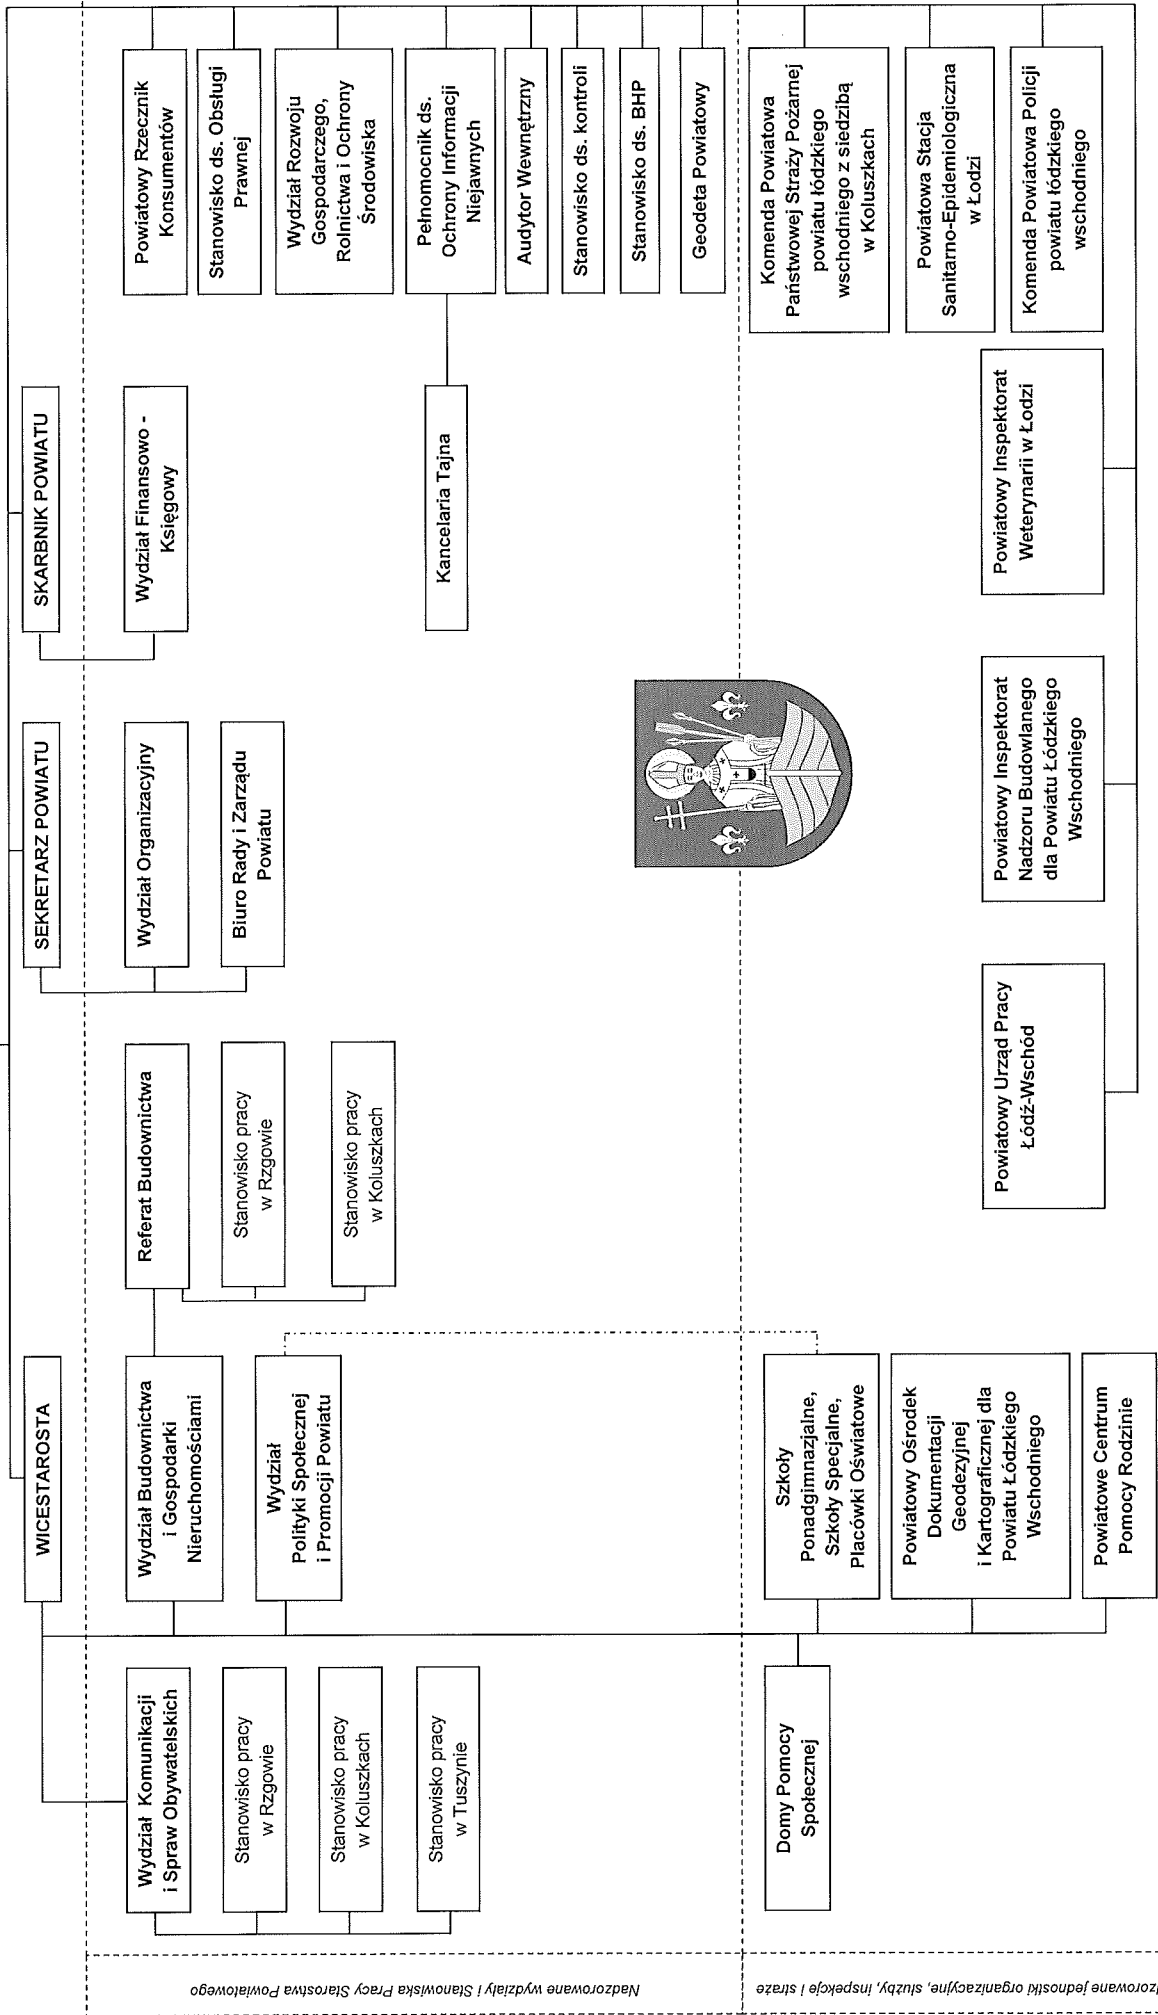 WICESTAROSTA
SEKRETARZ POWIATU
SKARBNIK POWIATU
Wydział Komunikacji
i Spraw Obywatelskich
Stanowisko pracy
w Rzgowie
Stanowisko pracy
w Koluszkach
Stanowisko pracy
w Tuszynie
Wydział Budownictwa
i Gospodarki
Nieruchomościami
Wydział
Polityki Społecznej
i Promocji Powiatu
Referat Budownictwa
Stanowisko pracy
w Rzgowie
Stanowisko pracy
w Koluszkach
Wydział Organizacyjny
Biuro Rady i Zarządu
Powiatu
Wydział Finansowo -
Księgowy
Kancelaria Tajna
Powiatowy Rzecznik
Konsumentów
Stanowisko ds. Obsługi
Prawnej
Wydział Rozwoju
Gospodarczego,
Rolnictwa i Ochrony
Środowiska
Pełnomocnik ds.
Ochrony Informacji
Niejawnych
Audytor Wewnętrzny
Stanowisko ds. kontroli
Stanowisko ds. BHP
Geodeta Powiatowy
Nadzorowane wydziały i Stanowiska Pracy Starostwa Powiatowego
Domy Pomocy
Społecznej
Szkoły
Ponadgimnazjalne,
Szkoły Specjalne,
Placówki Oświatowe
Powiatowy Ośrodek
Dokumentacji
Geodezyjnej
i Kartograficznej dla
Powiatu Łódzkiego
Wschodniego
Powiatowe Centrum
Pomocy Rodzinie
Powiatowy Urząd Pracy
Łódź-Wschód
Powiatowy Inspektorat
Nadzoru Budowlanego
dla Powiatu Łódzkiego
Wschodniego
Powiatowy Inspektorat
Weterynarii w Łodzi
Komenda Powiatowa
Państwowej Straży Pożarnej
powiatu łódzkiego
wschodniego z siedzibą
w Koluszkach
Powiatowa Stacja
Sanitarno-Epidemiologiczna
w Łodzi
Komenda Powiatowa Policji
powiatu łódzkiego
wschodniego
zorowane jednostki organizacyjne, służby, inspekcje i straże